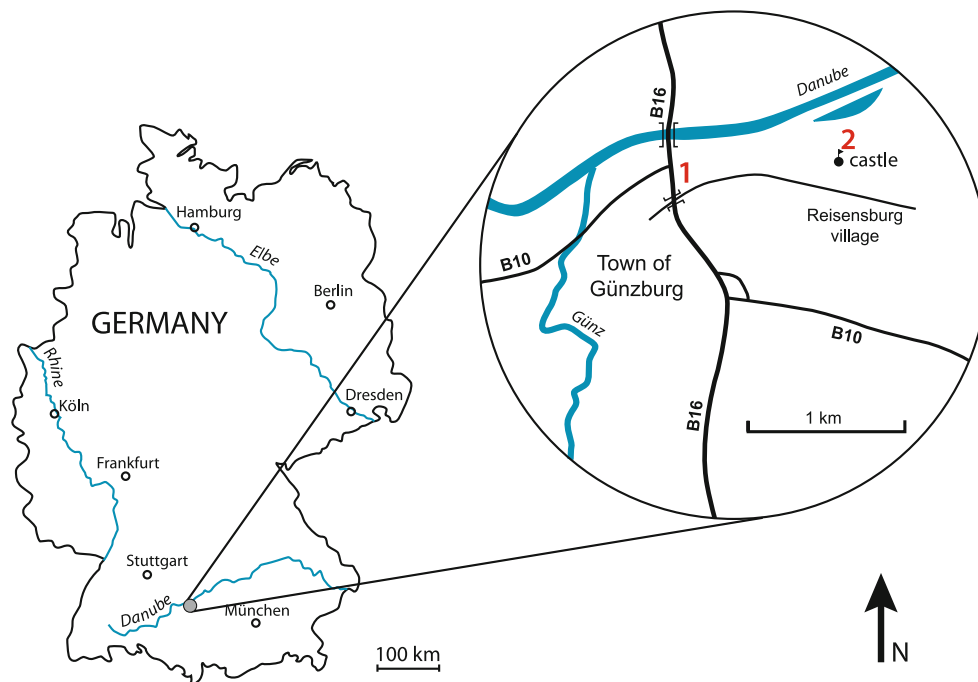 Hamburg
Elbe
Berlin
GERMANY
Rhine
Köln
Dresden
Frankfurt
Stuttgart
Danube
München
100 km
B16
Danube
1
2
castle
Reisensburg
village
B10
Town of
Günzburg
Günz
B10
B16
1 km
N